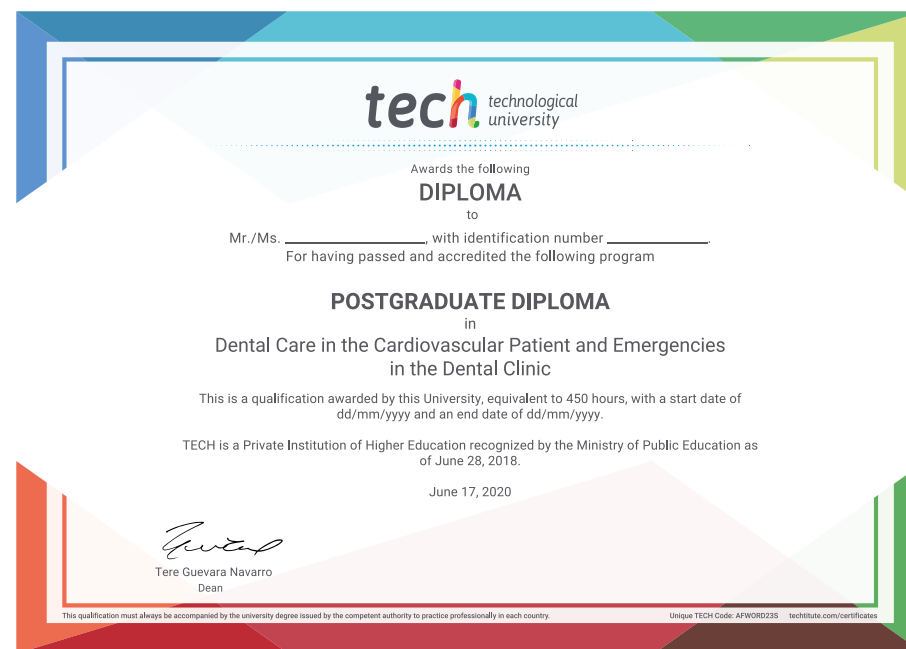 tech technological
university
Awards the following
DIPLOMA
to
Mr./Ms. ____________________, with identification number ______________.
For having passed and accredited the following program
POSTGRADUATE DIPLOMA
in
Dental Care in the Cardiovascular Patient and Emergencies
in the Dental Clinic
This is a qualification awarded by this University, equivalent to 450 hours, with a start date of
dd/mm/yyyy and an end date of dd/mm/yyyy.
TECH is a Private Institution of Higher Education recognized by the Ministry of Public Education as
of June 28, 2018.
June 17, 2020
Tere Guevara Navarro
Dean
This qualification must always be accompanied by the university degree issued by the competent authority to practice professionally in each country.
Unique TECH Code: AFWORD23S techtitute.com/certificates